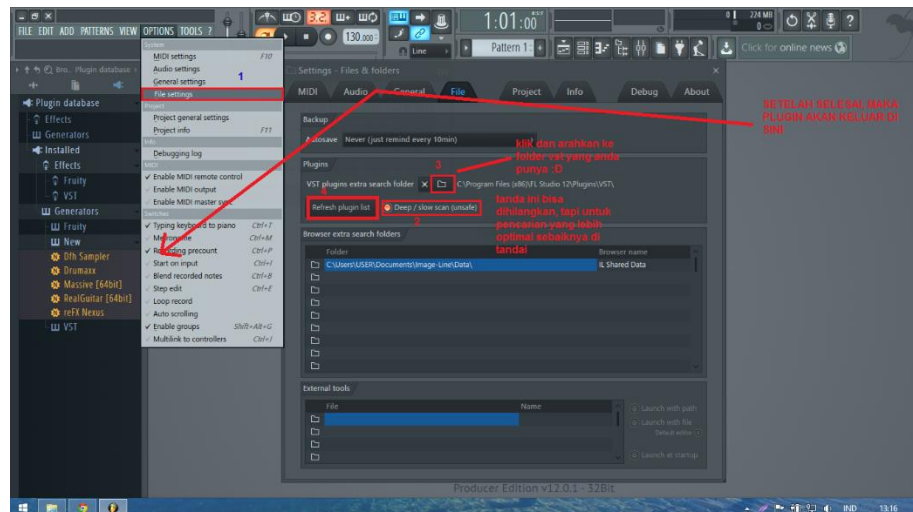 FILE EDIT ADD PATTERNS VIEW OPTIONS TOOLS ?
3.2
130.000
Line
1:01:00
Pattern 1
224 MB
0
Click for online news
Plugin database
Plugin database
Effects
Generators
Installed
Effects
Fruity
VST
Generators
Fruity
New
Dfh Sampler
Drumaxx
Massive [64bit]
RealGuitar [64bit]
reFX Nexus
VST
System
MIDI settings F10
Audio settings
General settings
1
File settings
Project
Project general settings
Project info F11
Info
Debugging log
MIDI
Enable MIDI remote control
Enable MIDI output
Enable MIDI master sync
Switches
Typing keyboard to piano Ctrl+T
Metronome Ctrl+M
Recording precount Ctrl+P
Start on input Ctrl+I
Blend recorded notes Ctrl+B
Step edit Ctrl+E
Loop record
Auto scrolling
Enable groups Shift+Alt+G
Multilink to controllers Ctrl+J
Settings - Files & folders
MIDI Audio General File Project Info Debug About
Backup
Autosave Never (just remind every 10min)
Plugins
VST plugins extra search folder C:\Program Files (x86)\FL Studio 12\Plugins\VST\
3
4
Refresh plugin list Deep / slow scan (unsafe)
2
klik dan arahkan ke
folder vst yang anda
punya :D
tanda ini bisa
dihilangkan, tapi untuk
pencarian yang lebih
optimal sebaiknya di
tandai
SETELAH SELESAI, MAKA
PLUGIN AKAN KELUAR DI
SINI
Browser extra search folders
Folder Browser name
C:\Users\USER\Documents\Image-Line\Data\ IL Shared Data
External tools
File Name
Launch with path
Launch with file
Default editor
Launch at startup
Producer Edition v12.0.1 - 32Bit
IND 13:16